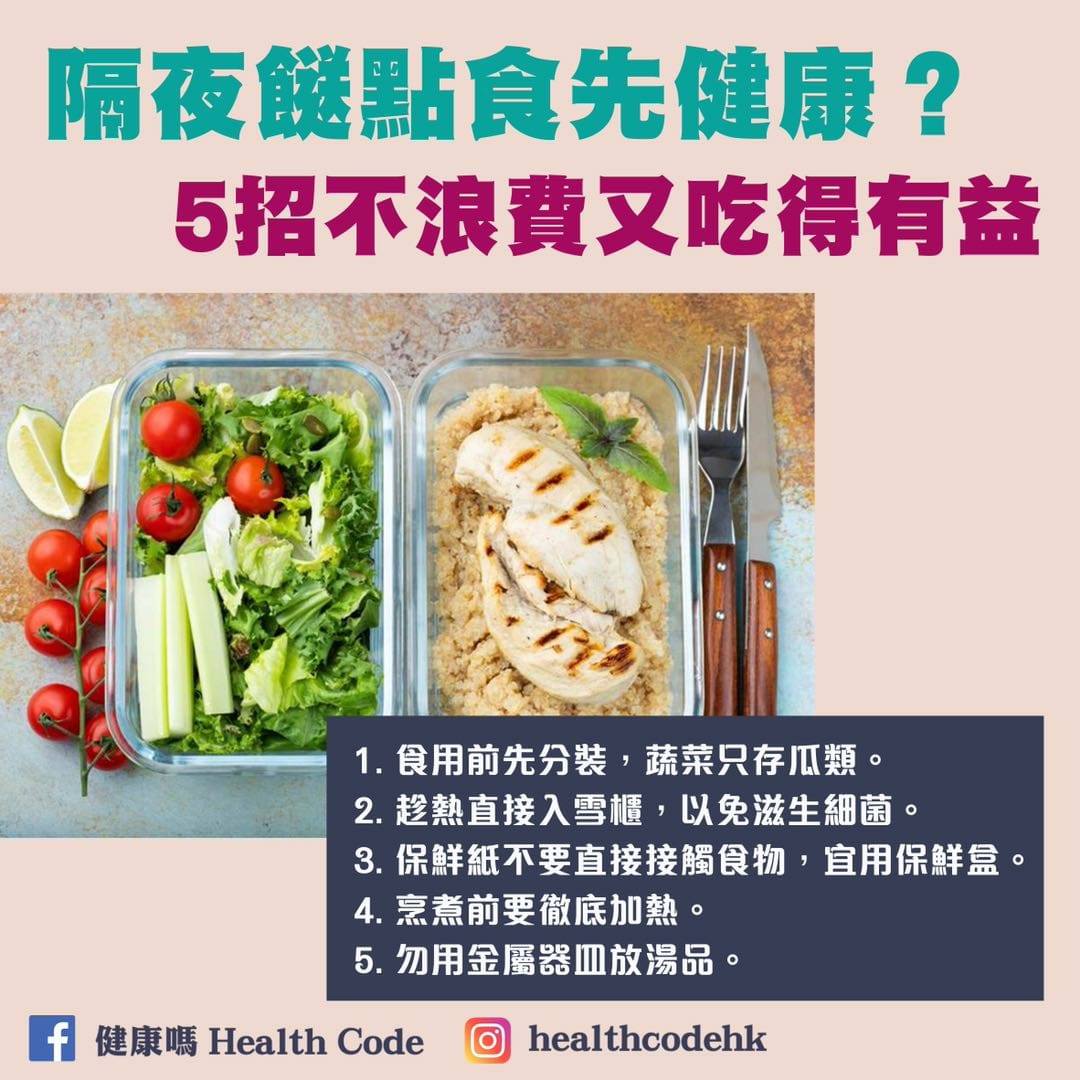 隔夜餸點食先健康？
5招不浪費又吃得有益
1. 食用前先分裝，蔬菜只存瓜類。
2. 趁熱直接入雪櫃，以免滋生細菌。
3. 保鮮紙不要直接接觸食物，宜用保鮮盒。
4. 烹煮前要徹底加熱。
5. 勿用金屬器皿放湯品。
健康嗎 Health Code healthcodehk